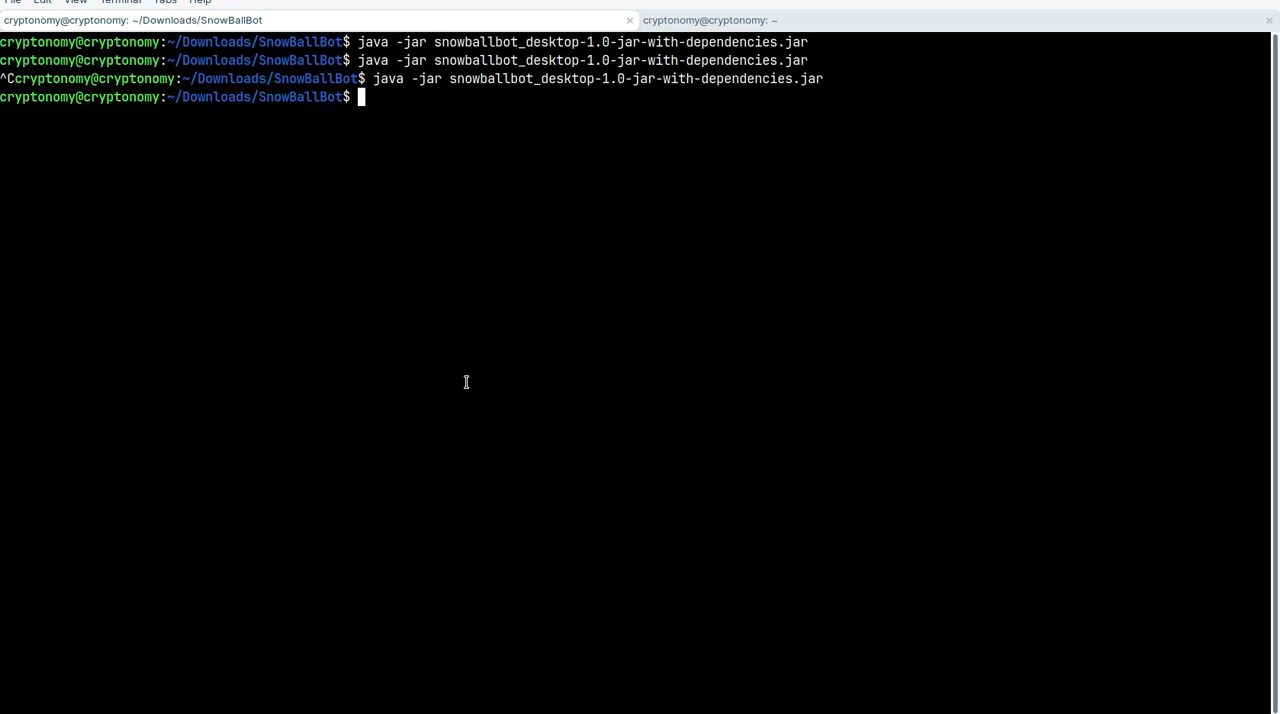 File Edit View Terminal Tabs Help
cryptonomy@cryptonomy: ~/Downloads/SnowBallBot × cryptonomy@cryptonomy: ~ ×
cryptonomy@cryptonomy:~/Downloads/SnowBallBot$ java -jar snowballbot_desktop-1.0-jar-with-dependencies.jar
cryptonomy@cryptonomy:~/Downloads/SnowBallBot$ java -jar snowballbot_desktop-1.0-jar-with-dependencies.jar
^Ccryptonomy@cryptonomy:~/Downloads/SnowBallBot$ java -jar snowballbot_desktop-1.0-jar-with-dependencies.jar
cryptonomy@cryptonomy:~/Downloads/SnowBallBot$